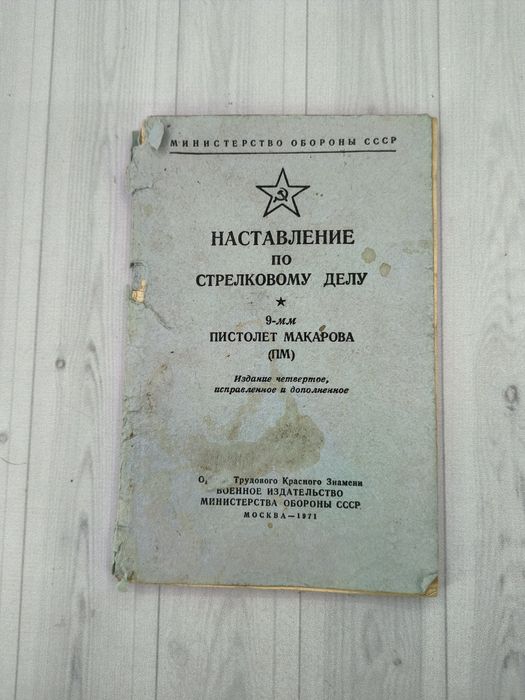 МИНИСТЕРСТВО ОБОРОНЫ СССР
НАСТАВЛЕНИЕ
ПО
СТРЕЛКОВОМУ ДЕЛУ
9-мм
ПИСТОЛЕТ МАКАРОВА
(ПМ)
Издание четвертое,
исправленное и дополненное
Трудового Красного Знамени
ВОЕННОЕ ИЗДАТЕЛЬСТВО
МИНИСТЕРСТВА ОБОРОНЫ СССР
МОСКВА—1971